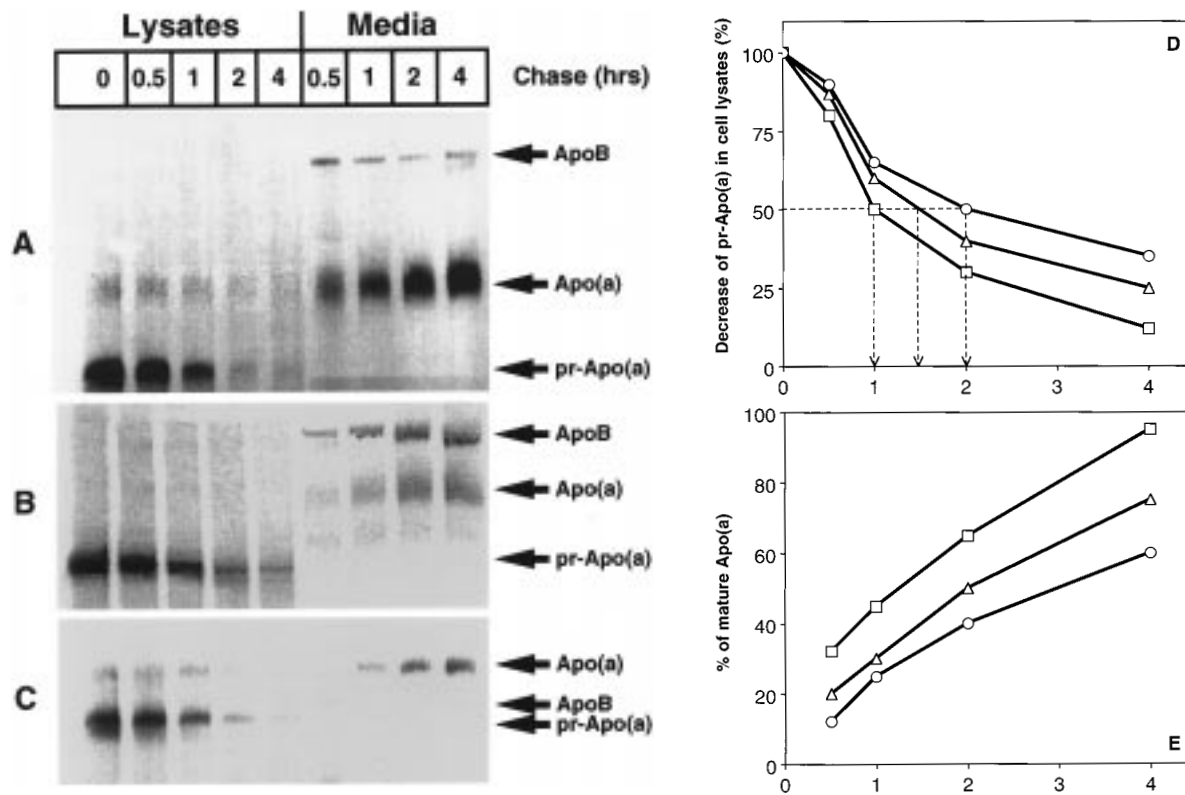 Lysates Media
0 0.5 1 2 4 0.5 1 2 4 Chase (hrs)
A
ApoB
Apo(a)
pr-Apo(a)
B
ApoB
Apo(a)
pr-Apo(a)
C
Apo(a)
ApoB
pr-Apo(a)
D
Decrease of pr-Apo(a) in cell lysates (%)
100
75
50
25
0
0 1 2 3 4
E
% of mature Apo(a)
100
80
60
40
20
0
0 1 2 3 4